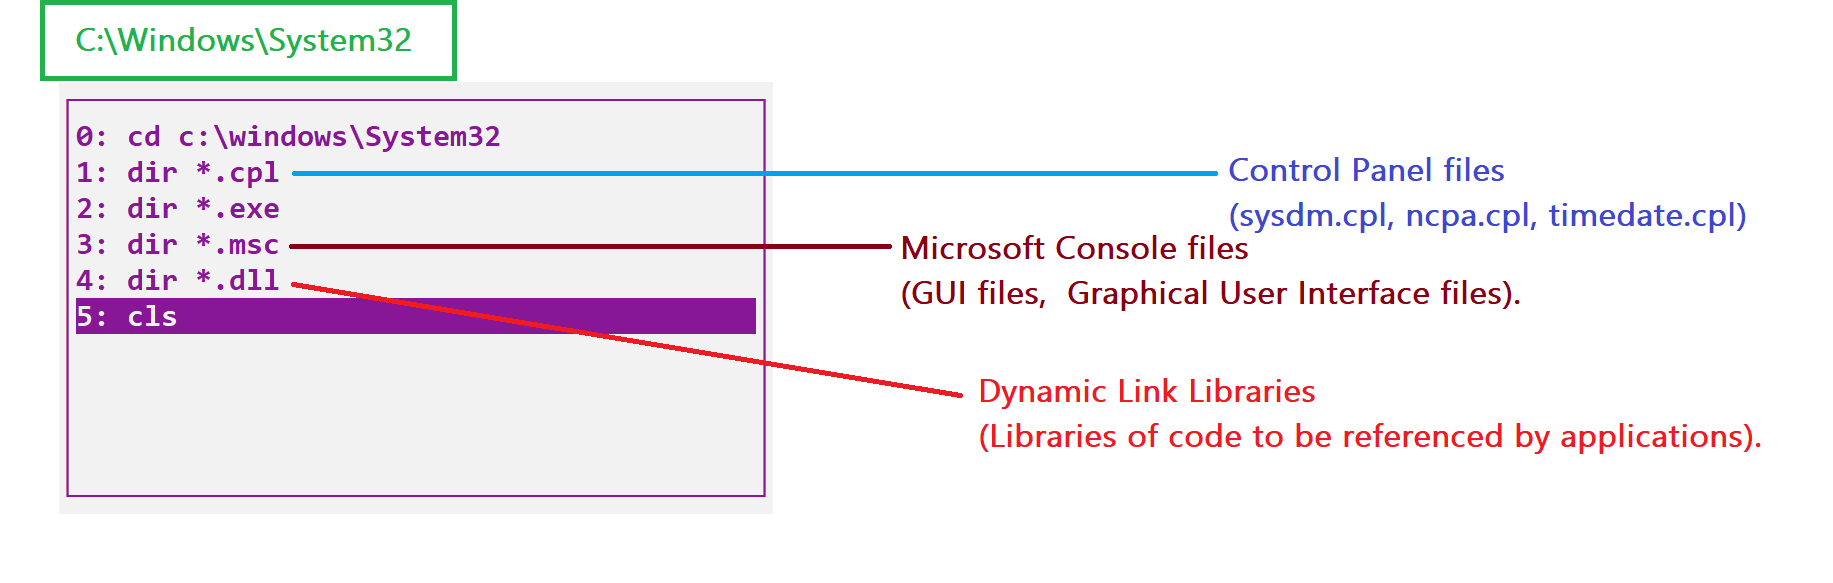 C:\Windows\System32
0: cd c:\windows\System32
1: dir *.cpl
2: dir *.exe
3: dir *.msc
4: dir *.dll
5: cls
Control Panel files
(sysdm.cpl, ncpa.cpl, timedate.cpl)
Microsoft Console files
(GUI files,  Graphical User Interface files).
Dynamic Link Libraries
(Libraries of code to be referenced by applications).